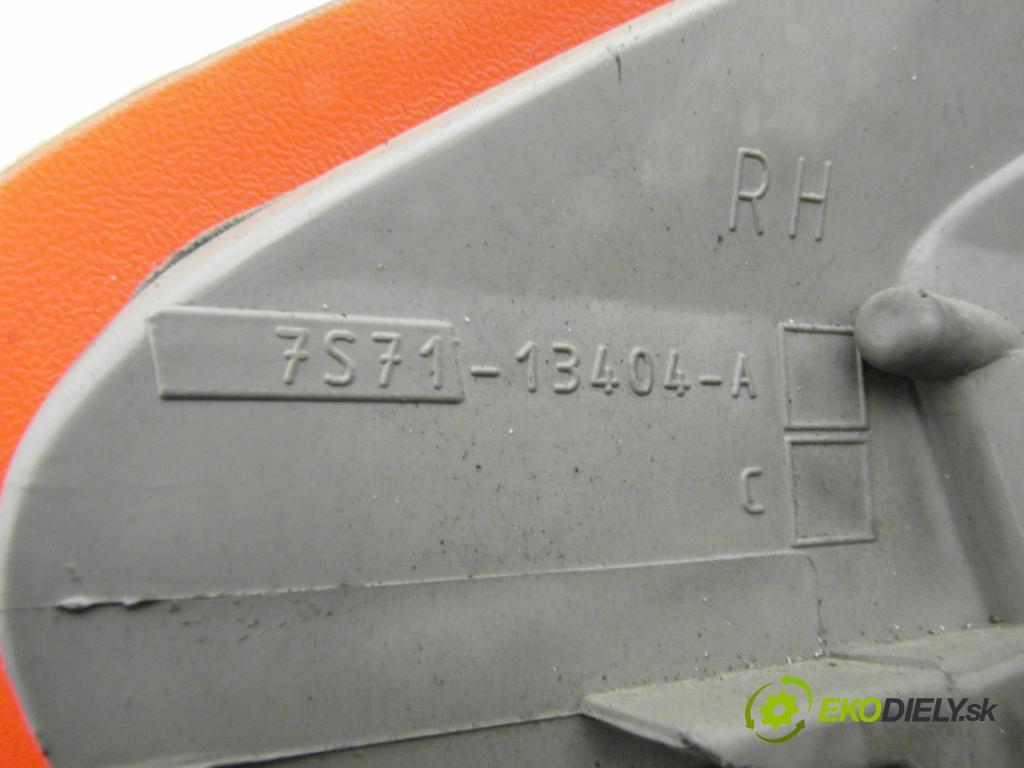 RH
7S71-13404-A
C
EKODIELY.sk